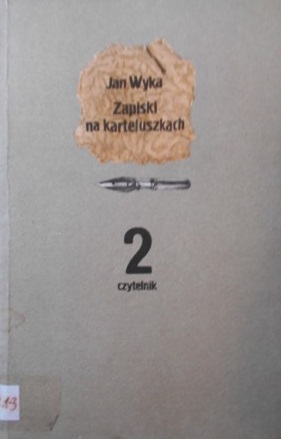 Jan Wyka
Zapiski
na karteluszkach
2
czytelnik